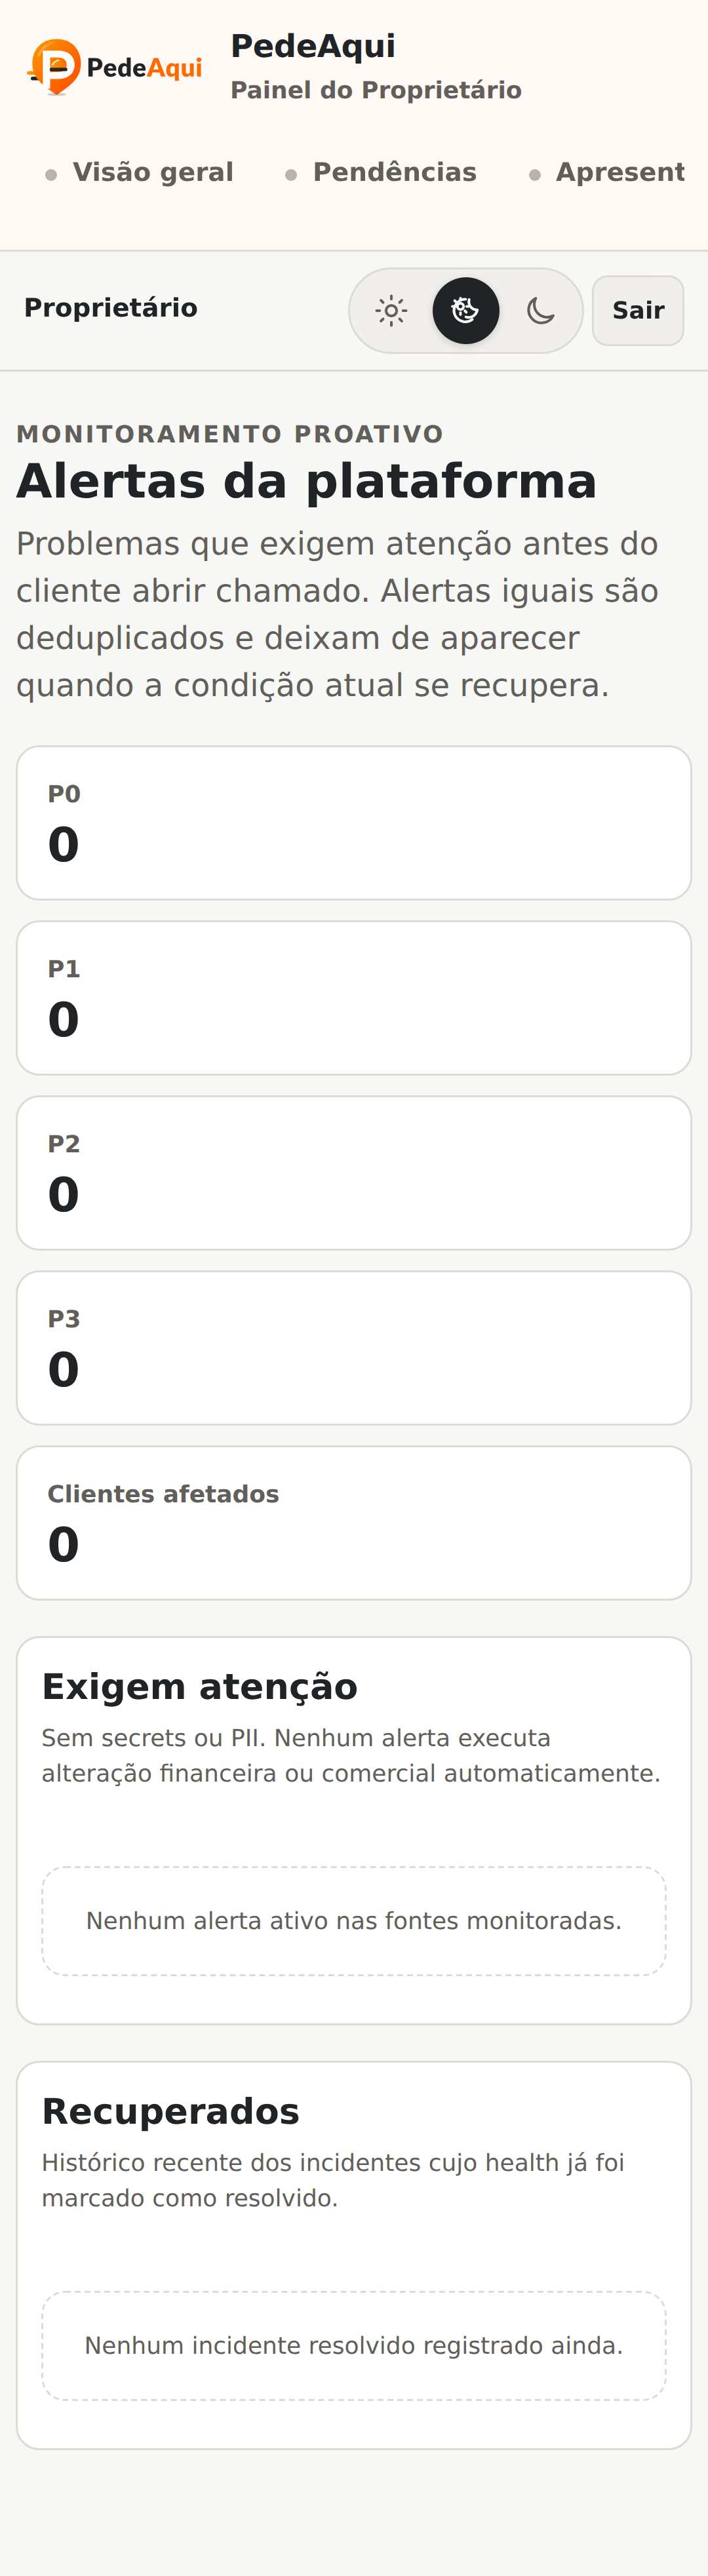 PedeAqui
PedeAqui
Painel do Proprietário
Visão geral
Pendências
Apresent
Proprietário
Sair
MONITORAMENTO PROATIVO
Alertas da plataforma
Problemas que exigem atenção antes do
cliente abrir chamado. Alertas iguais são
deduplicados e deixam de aparecer
quando a condição atual se recupera.
P0
0
P1
0
P2
0
P3
0
Clientes afetados
0
Exigem atenção
Sem secrets ou PII. Nenhum alerta executa
alteração financeira ou comercial automaticamente.
Nenhum alerta ativo nas fontes monitoradas.
Recuperados
Histórico recente dos incidentes cujo health já foi
marcado como resolvido.
Nenhum incidente resolvido registrado ainda.